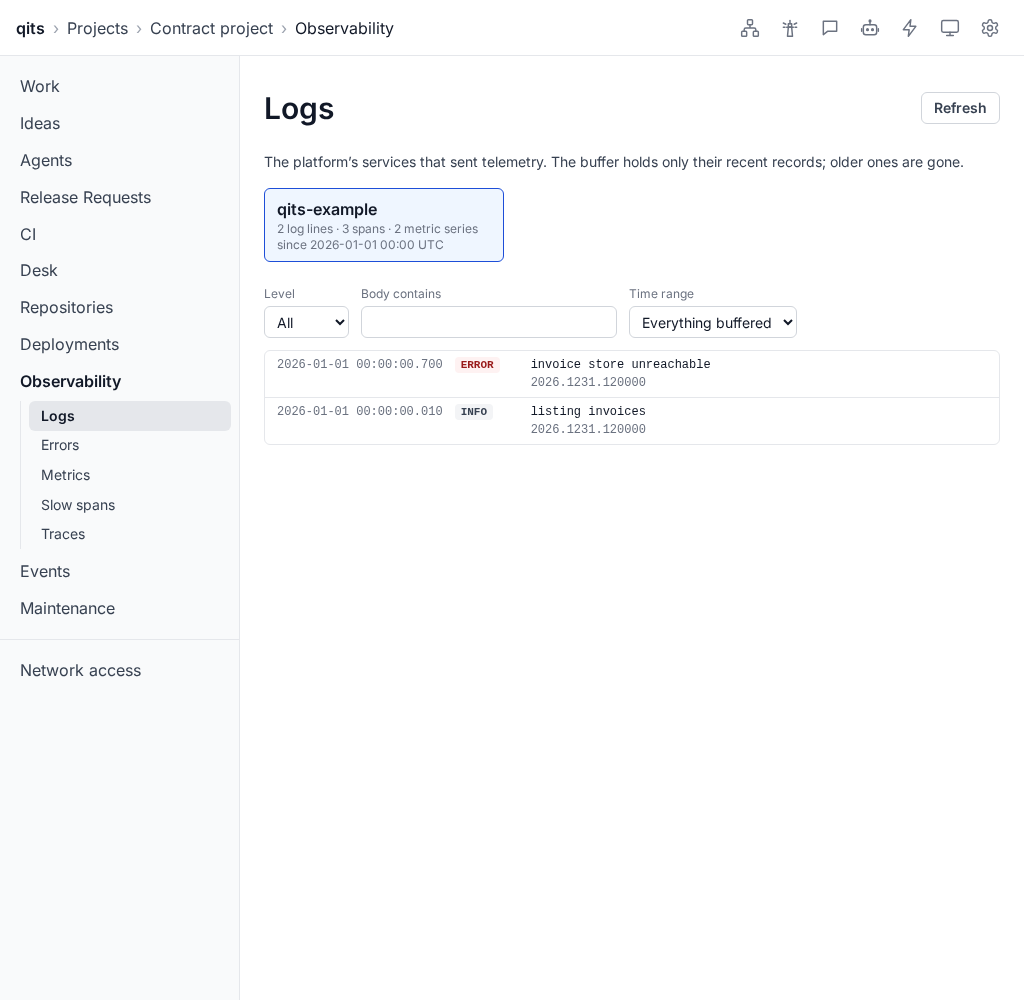 qits › Projects › Contract project › Observability
Work
Ideas
Agents
Release Requests
CI
Desk
Repositories
Deployments
Observability
Logs
Errors
Metrics
Slow spans
Traces
Events
Maintenance
Network access
Logs
Refresh
The platform’s services that sent telemetry. The buffer holds only their recent records; older ones are gone.
qits-example
2 log lines · 3 spans · 2 metric series
since 2026-01-01 00:00 UTC
Level Body contains Time range
All Everything buffered
2026-01-01 00:00:00.700 ERROR invoice store unreachable
2026.1231.120000
2026-01-01 00:00:00.010 INFO listing invoices
2026.1231.120000